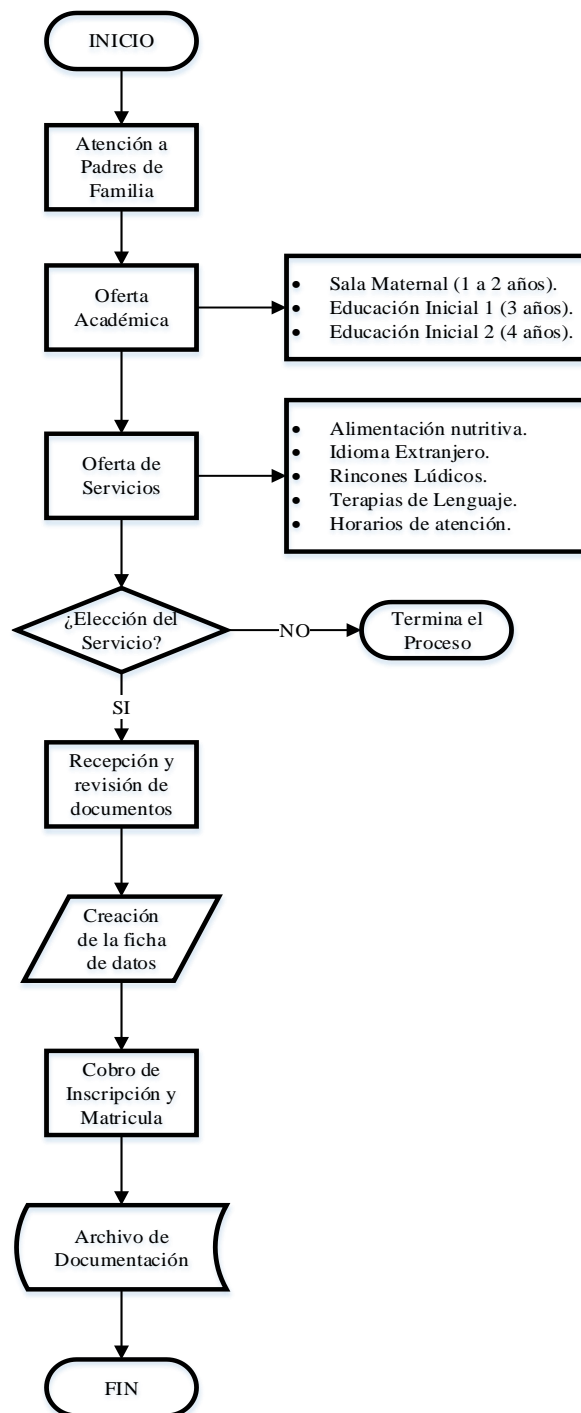 INICIO
Atención a
Padres de
Familia
Oferta
Académica
• Sala Maternal (1 a 2 años).
• Educación Inicial 1 (3 años).
• Educación Inicial 2 (4 años).
Oferta de
Servicios
• Alimentación nutritiva.
• Idioma Extranjero.
• Rincones Lúdicos.
• Terapias de Lenguaje.
• Horarios de atención.
¿Elección del
Servicio?
NO
Termina el
Proceso
SI
Recepción y
revisión de
documentos
Creación
de la ficha
de datos
Cobro de
Inscripción y
Matricula
Archivo de
Documentación
FIN